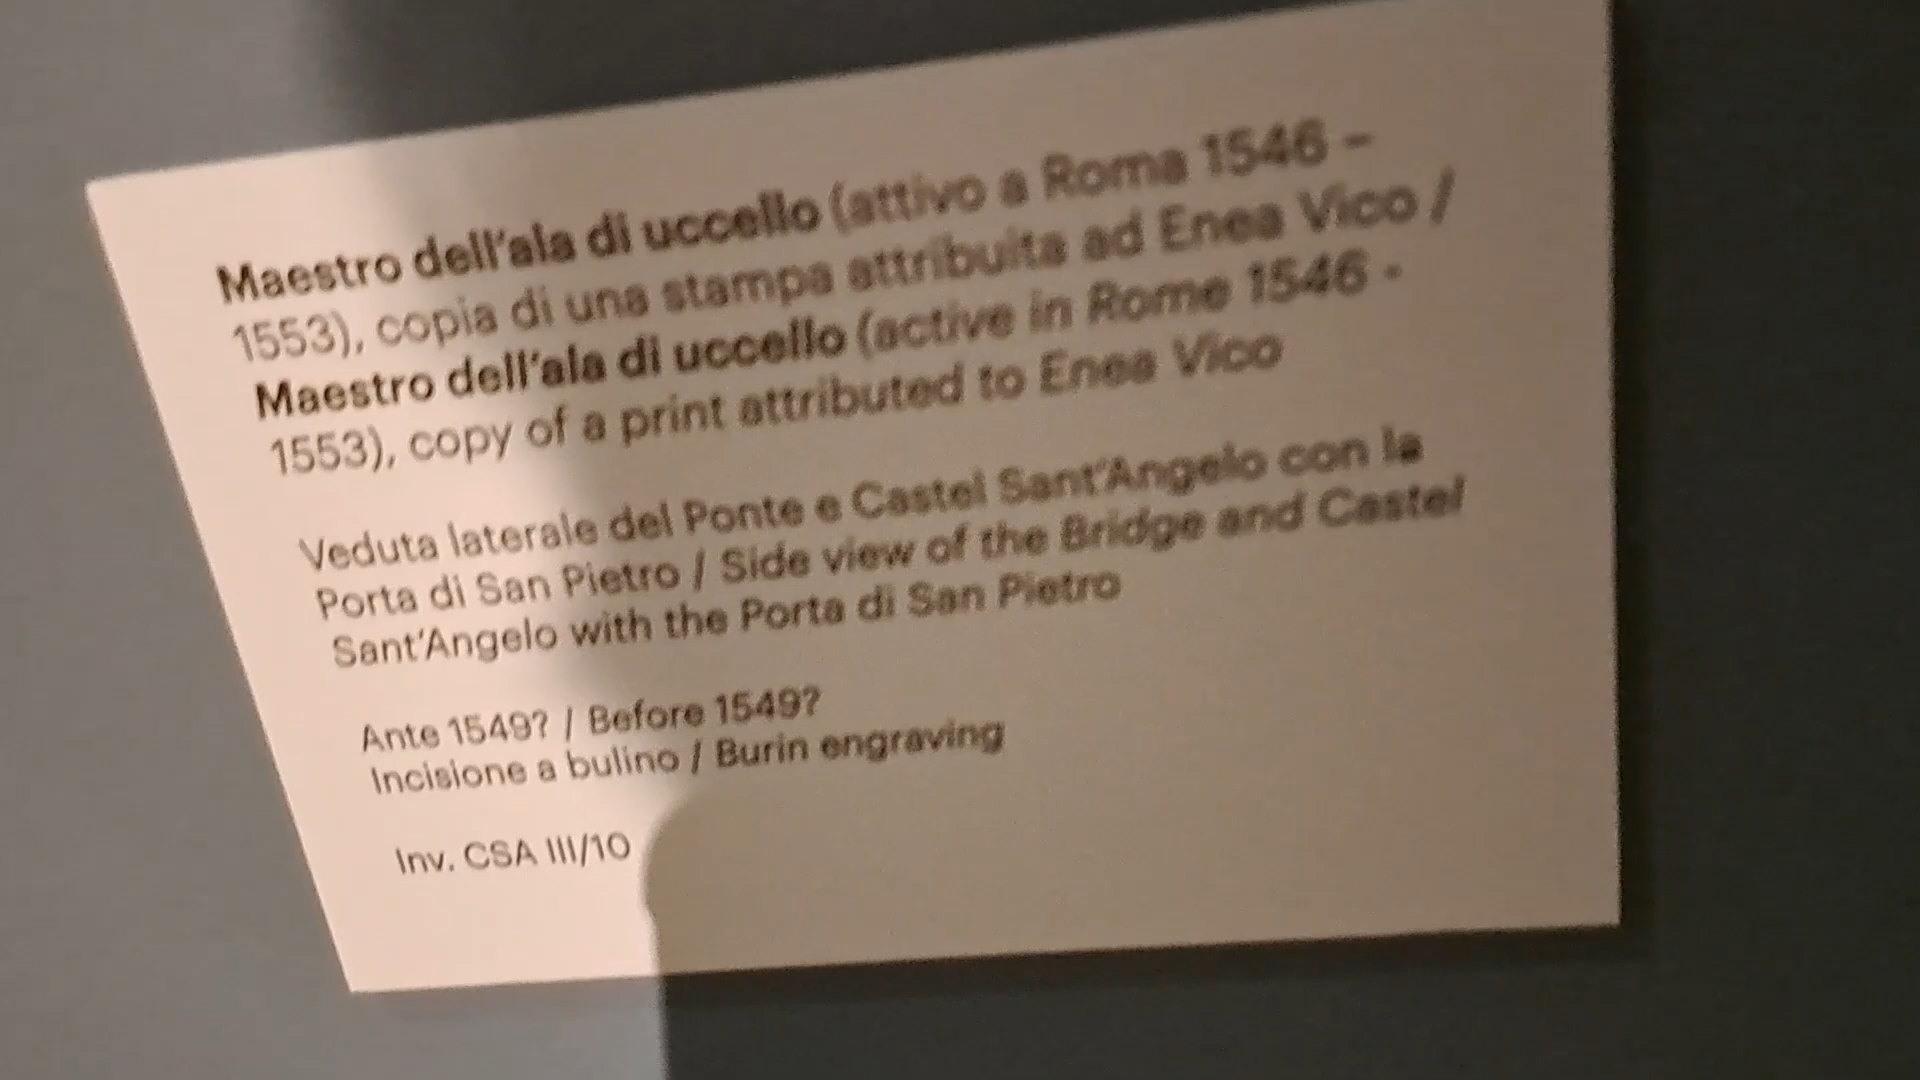 Maestro dell'ala di uccello (attivo a Roma 1546 –
1553), copia di una stampa attribuita ad Enea Vico /
Maestro dell'ala di uccello (active in Rome 1546 -
1553), copy of a print attributed to Enea Vico
Veduta laterale del Ponte e Castel Sant'Angelo con la
Porta di San Pietro / Side view of the Bridge and Castel
Sant'Angelo with the Porta di San Pietro
Ante 1549? / Before 1549?
Incisione a bulino / Burin engraving
Inv. CSA III/10